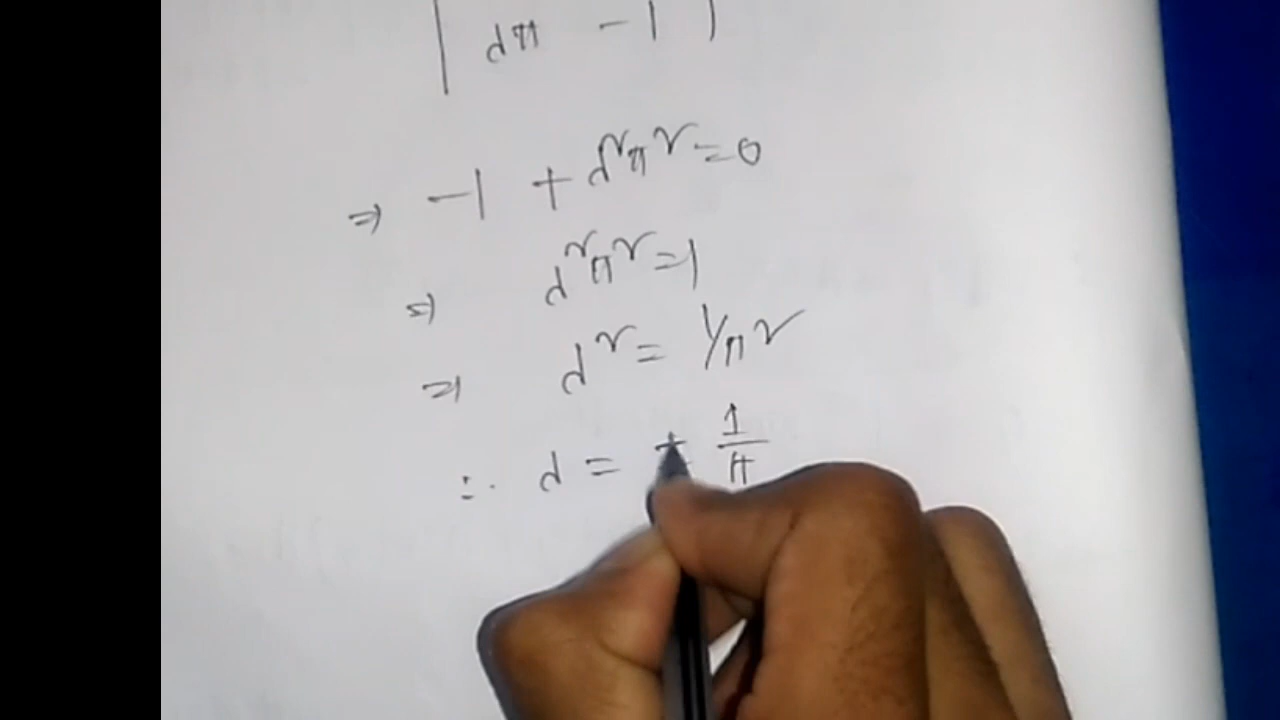 | dπ -1 |
⇒ -1 + d²π² = 0
⇒ d²π² = 1
⇒ d² = 1/π²
∴ d = ± 1/π